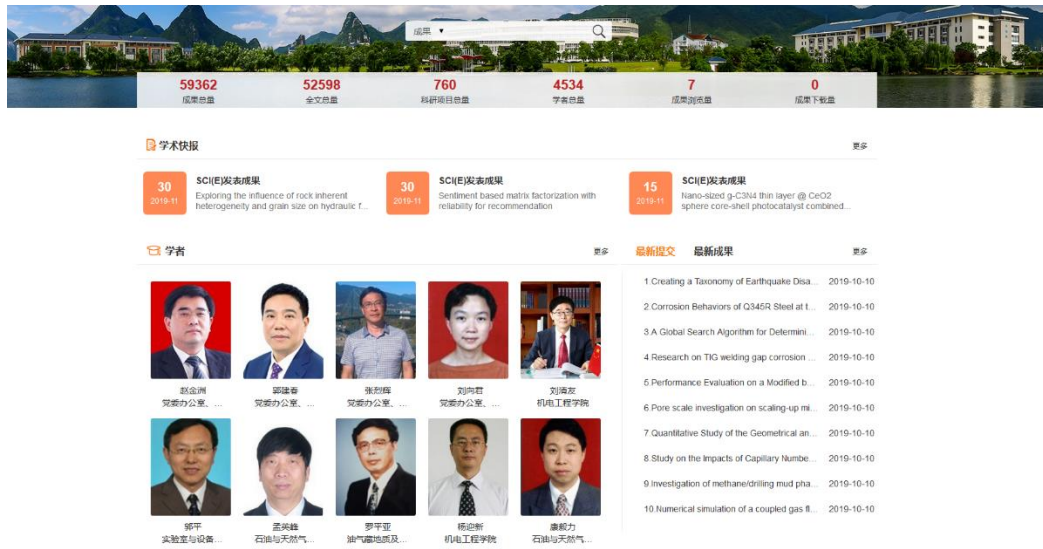 成果 ▼
59362 52598 760 4534 7 0
成果总量 全文总量 科研项目总量 学者总量 成果浏览量 成果下载量
学术快报 更多
30
2019-11
SCI(E)发表成果
Exploring the influence of rock inherent
heterogeneity and grain size on hydraulic f...
30
2019-11
SCI(E)发表成果
Sentiment based matrix factorization with
reliability for recommendation
15
2019-11
SCI(E)发表成果
Nano-sized g-C3N4 thin layer @ CeO2
sphere core-shell photocatalyst combined...
学者 更多
赵金洲 郭建春 张烈辉 刘向君 刘清友
党委办公室、... 党委办公室、... 党委办公室、... 党委办公室、... 机电工程学院
郭平 孟英峰 罗平亚 杨迎新 康毅力
实验室与设备... 石油与天然气... 油气藏地质及... 机电工程学院 石油与天然气...
最新提交 最新成果 更多
1.Creating a Taxonomy of Earthquake Disa... 2019-10-10
2.Corrosion Behaviors of Q345R Steel at t... 2019-10-10
3.A Global Search Algorithm for Determini... 2019-10-10
4.Research on TIG welding gap corrosion ... 2019-10-10
5.Performance Evaluation on a Modified b... 2019-10-10
6.Pore scale investigation on scaling-up mi... 2019-10-10
7.Quantitative Study of the Geometrical an... 2019-10-10
8.Study on the Impacts of Capillary Numbe... 2019-10-10
9.Investigation of methane/drilling mud pha... 2019-10-10
10.Numerical simulation of a coupled gas fl... 2019-10-10